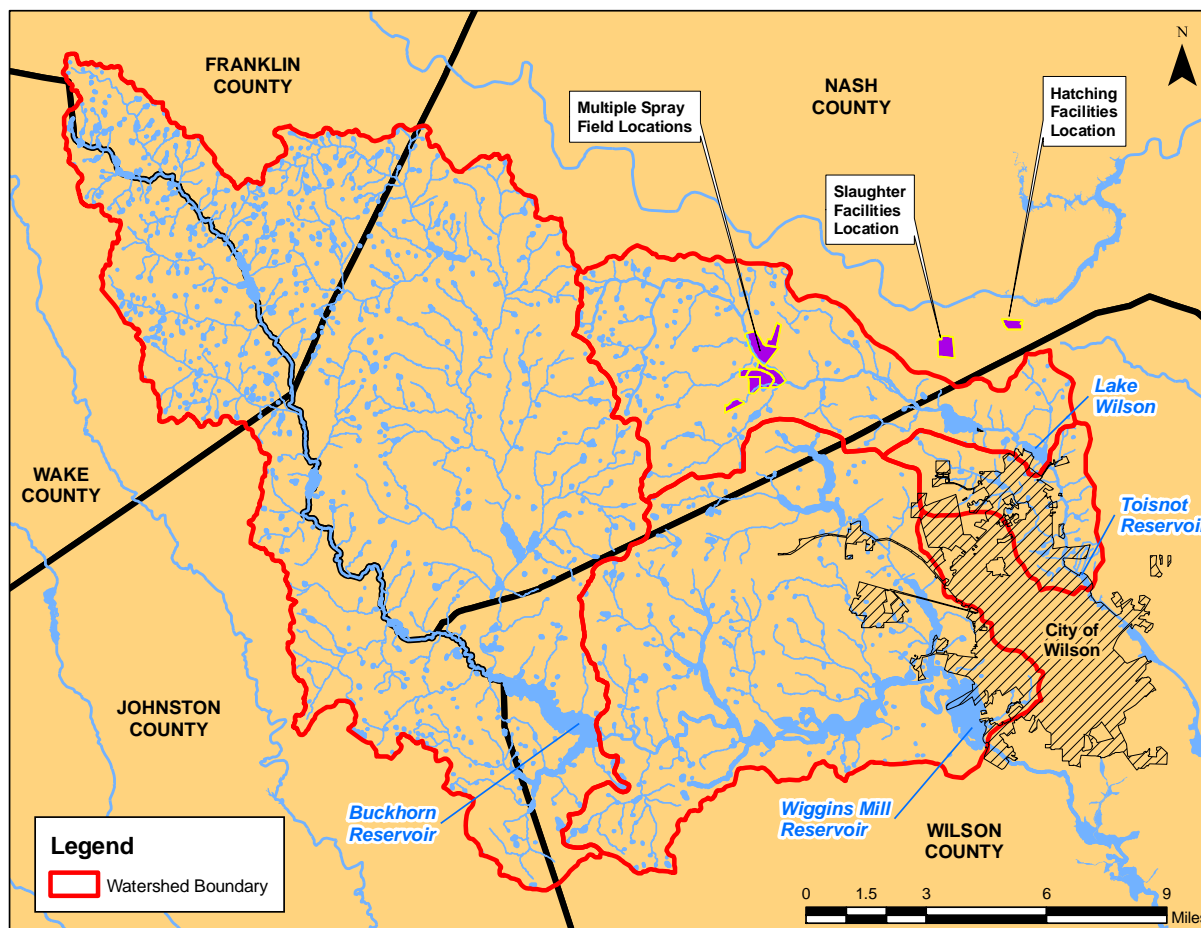 N
FRANKLIN
COUNTY
NASH
COUNTY
Multiple Spray
Field Locations
Hatching
Facilities
Location
Slaughter
Facilities
Location
Lake
Wilson
WAKE
COUNTY
Toisnot
Reservoir
City of
Wilson
JOHNSTON
COUNTY
Buckhorn
Reservoir
Wiggins Mill
Reservoir
WILSON
COUNTY
Legend
Watershed Boundary
0 1.5 3 6 9
Miles